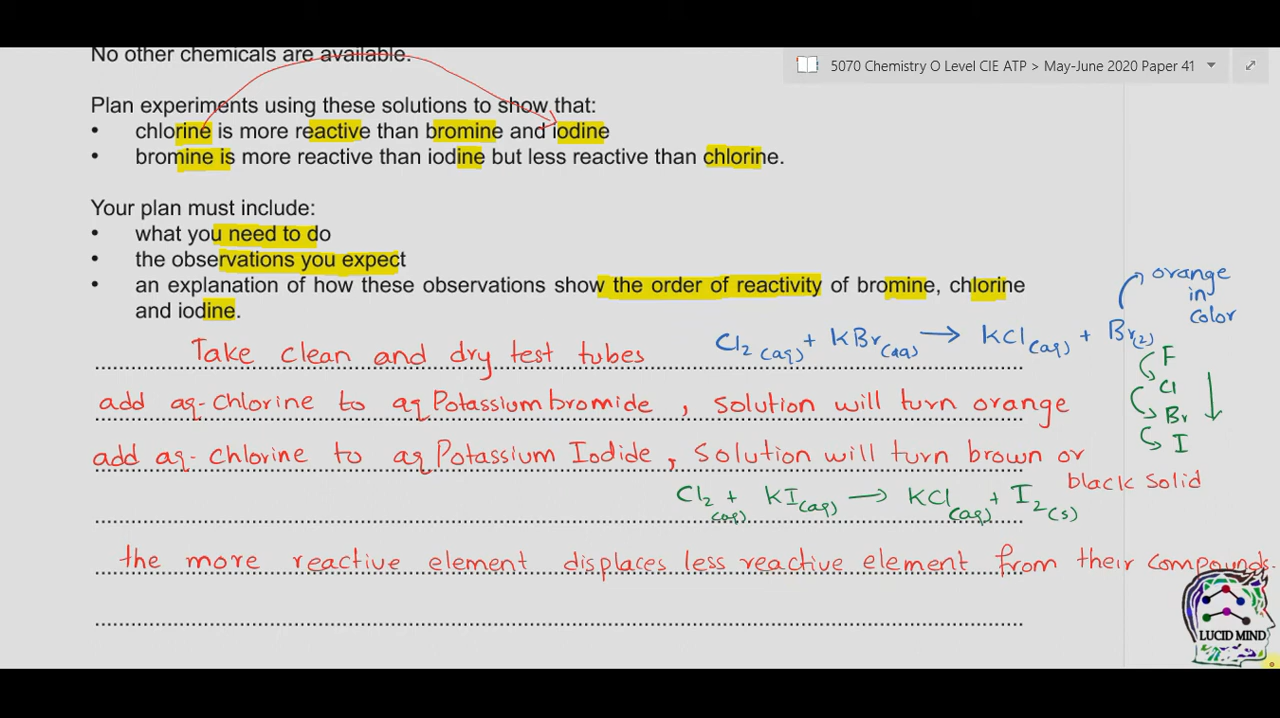 No other chemicals are available.
5070 Chemistry O Level CIE ATP > May-June 2020 Paper 41
Plan experiments using these solutions to show that:
• chlorine is more reactive than bromine and iodine
• bromine is more reactive than iodine but less reactive than chlorine.
Your plan must include:
• what you need to do
• the observations you expect
• an explanation of how these observations show the order of reactivity of bromine, chlorine
and iodine.
orange
in
color
Cl2 (aq) + KBr(aq) → KCl(aq) + Br(2)
F
Cl
Br
I
Take clean and dry test tubes
add aq-Chlorine to aq Potassium bromide, solution will turn orange
add aq- chlorine to aq Potassium Iodide, solution will turn brown or
black solid
Cl2 (aq) + KI(aq) → KCl(aq) + I2(s)
the more reactive element displaces less reactive element from their compounds.
LUCID MIND